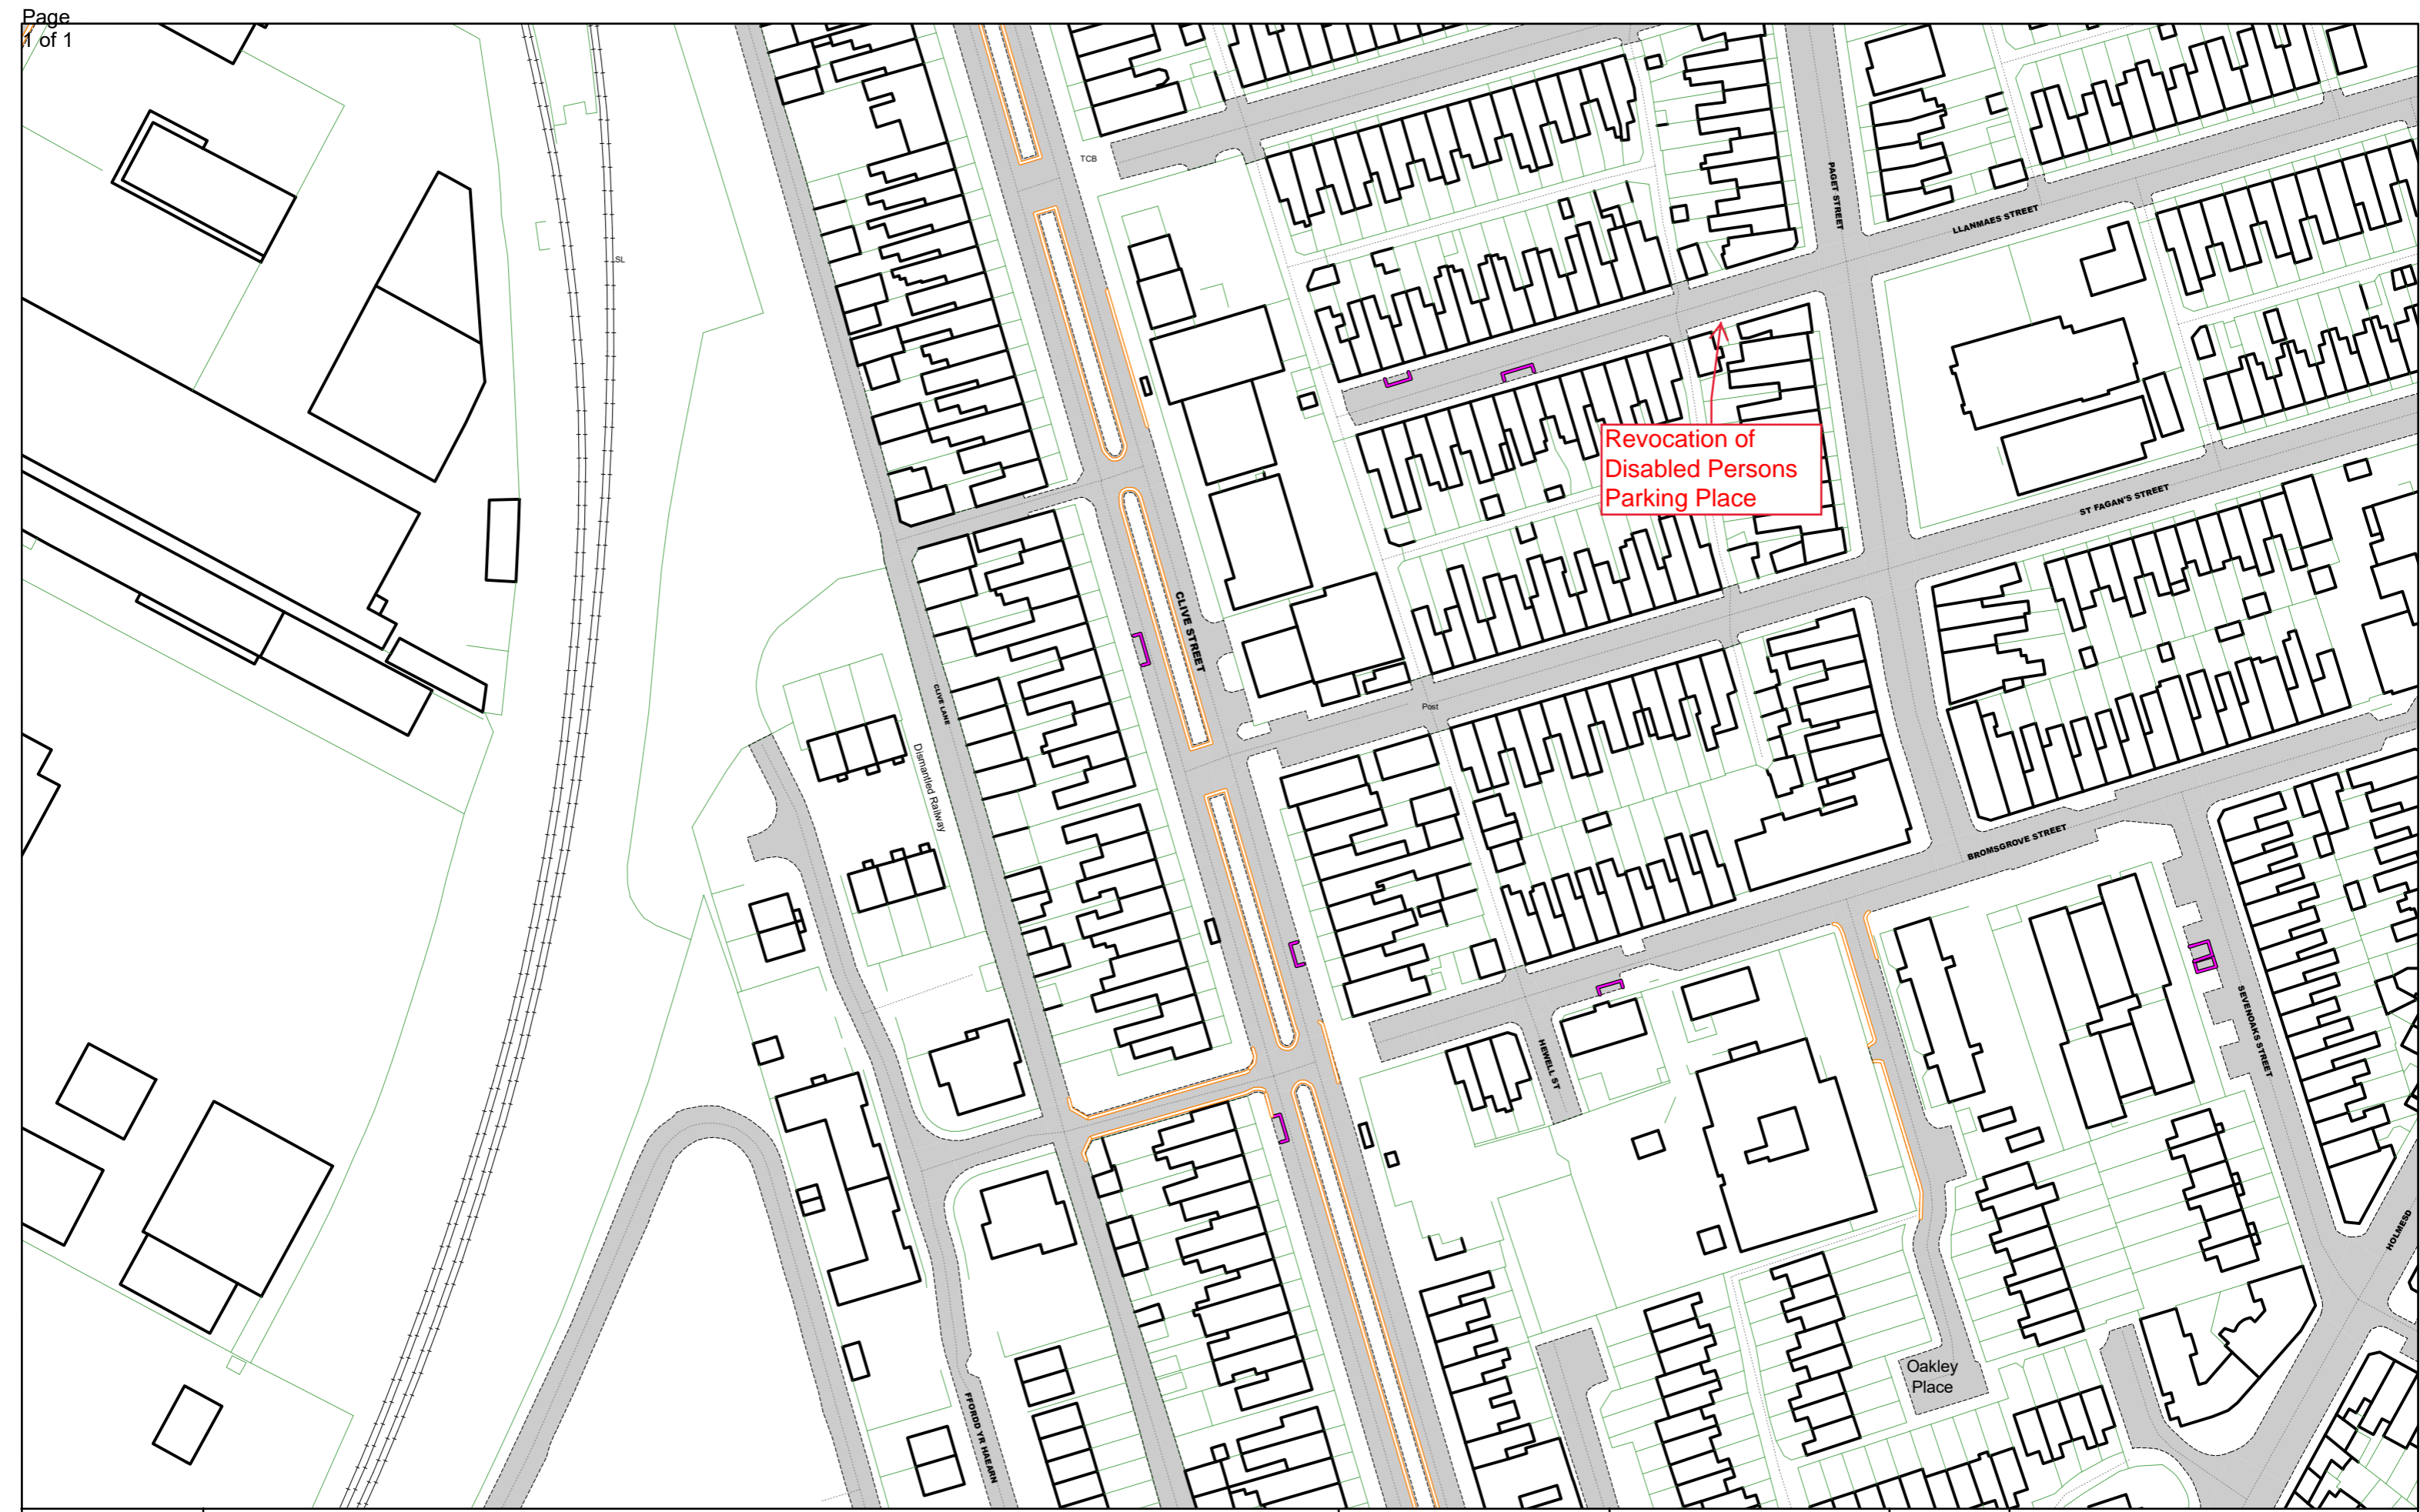 Page
1 of 1
TCB
SL
PAGET STREET
LLANMAES STREET
Revocation of
Disabled Persons
Parking Place
ST FAGAN'S STREET
CLIVE STREET
CLIVE LANE
Post
Dismantled Railway
BROMSGROVE STREET
SEVENOAKS STREET
HEWELL ST
HOLMESD
Oakley
Place
FFORDD YR HAEARN